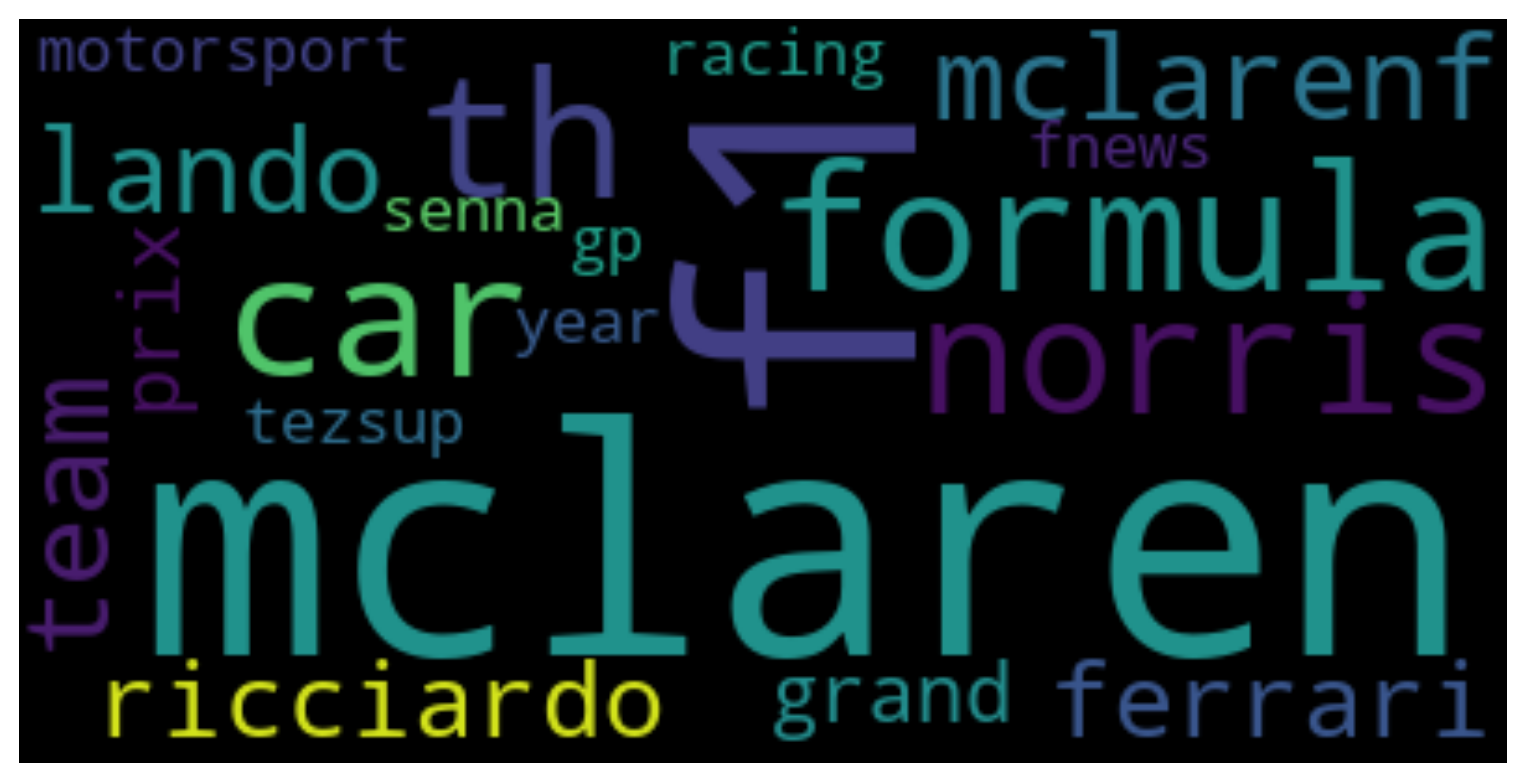 motorsport
racing
mclarenf
th
f1
fnews
lando
formula
senna
gp
prix
car
year
norris
team
tezsup
mclaren
ricciardo
grand
ferrari